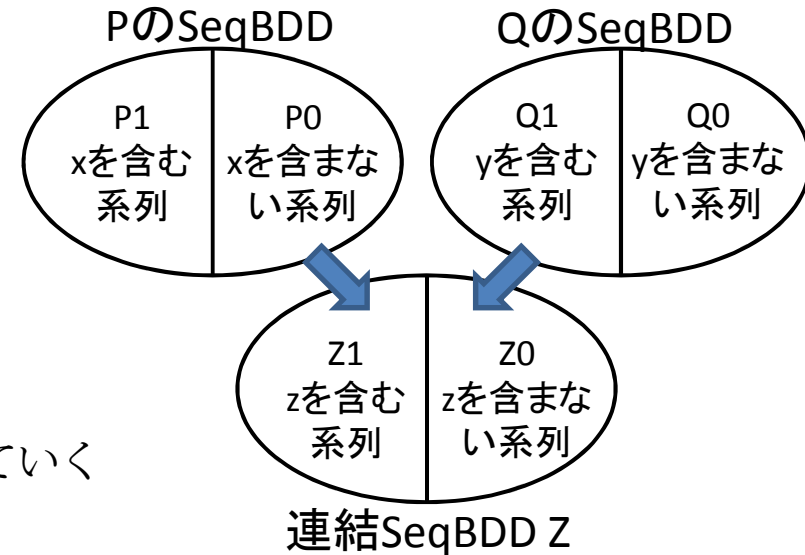 PのSeqBDD
QのSeqBDD
P1
xを含む
系列
P0
xを含まな
い系列
Q1
yを含む
系列
Q0
yを含まな
い系列
Z1
zを含む
系列
Z0
zを含まな
い系列
ていく
連結SeqBDD Z